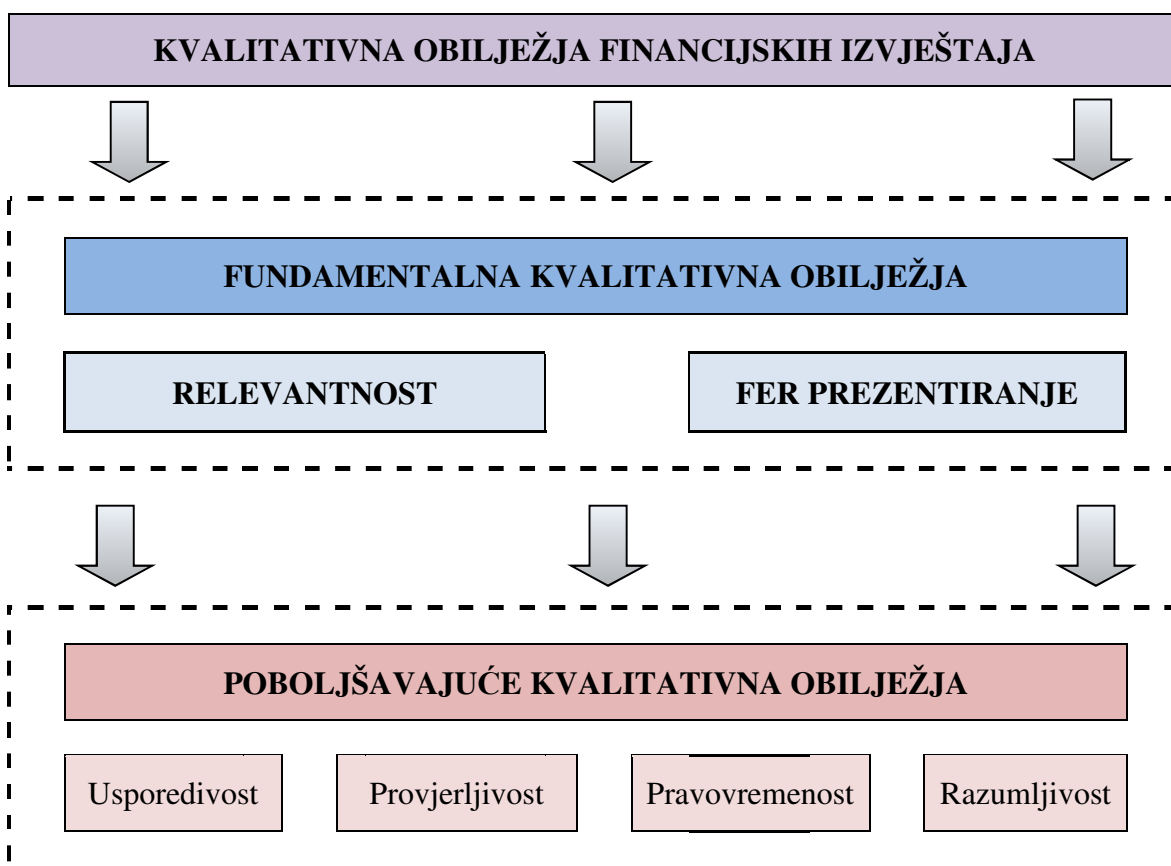 KVALITATIVNA OBILJEŽJA FINANCIJSKIH IZVJEŠTAJA
FUNDAMENTALNA KVALITATIVNA OBILJEŽJA
RELEVANTNOST
FER PREZENTIRANJE
POBOLJŠAVAJUĆE KVALITATIVNA OBILJEŽJA
Usporedivost
Provjerljivost
Pravovremenost
Razumljivost